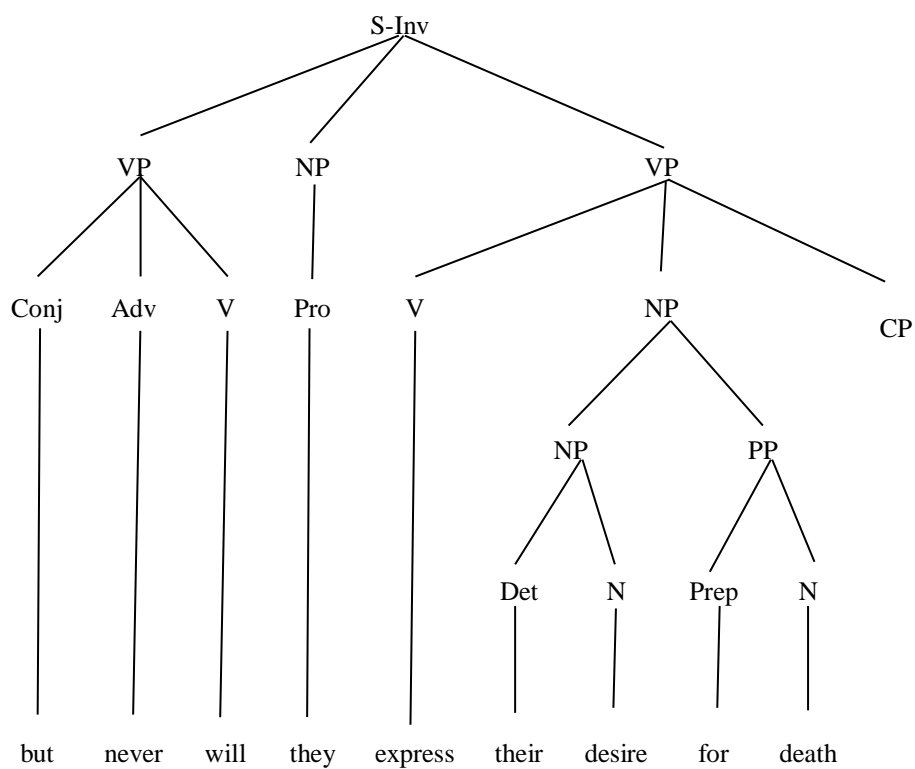 S-Inv
VP NP VP
Conj Adv V Pro V NP CP
NP PP
Det N Prep N
but never will they express their desire for death